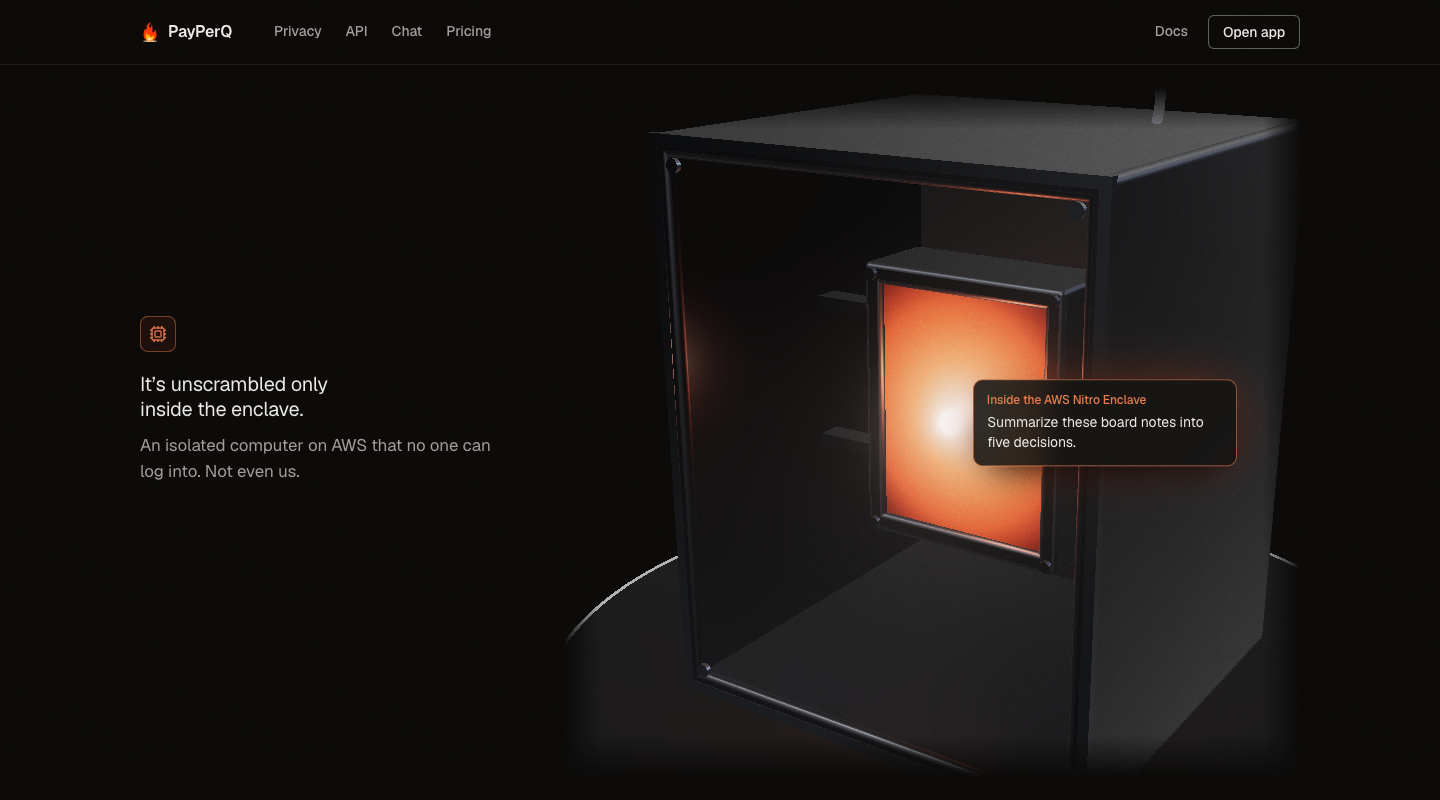 PayPerQ
Privacy
API
Chat
Pricing
Docs
Open app
It’s unscrambled only
inside the enclave.
An isolated computer on AWS that no one can
log into. Not even us.
Inside the AWS Nitro Enclave
Summarize these board notes into
five decisions.